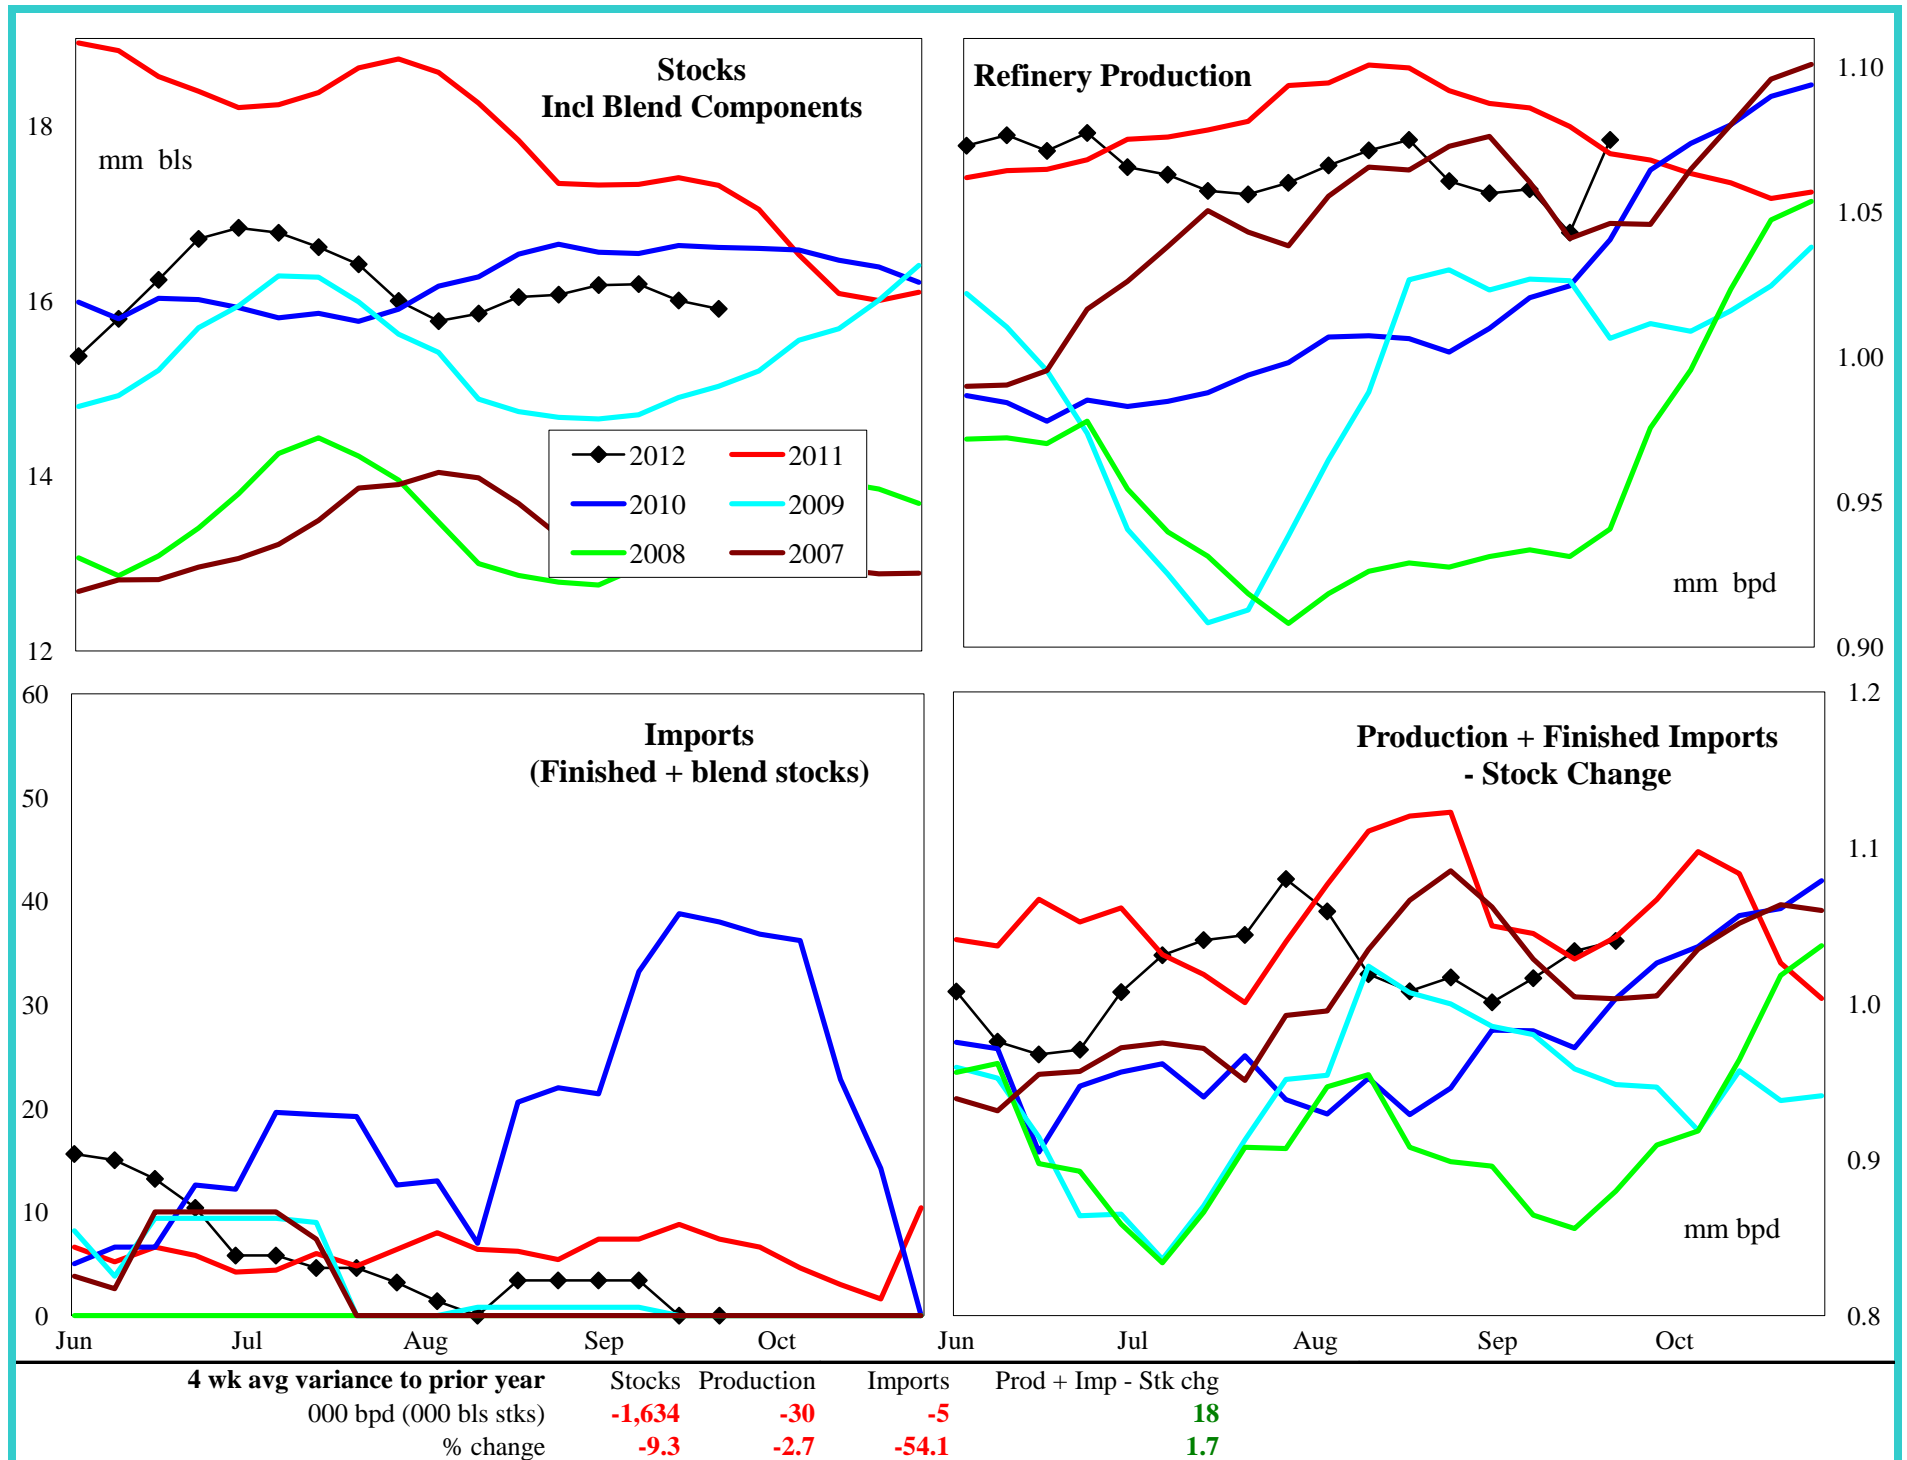 Stocks
Incl Blend Components
mm bls
18
16
14
12
2012
2011
2010
2009
2008
2007
Refinery Production
1.10
1.05
1.00
0.95
0.90
mm bpd
Imports
(Finished + blend stocks)
60
50
40
30
20
10
0
Jun Jul Aug Sep Oct
Production + Finished Imports
- Stock Change
1.2
1.1
1.0
0.9
0.8
mm bpd
Jun Jul Aug Sep Oct
4 wk avg variance to prior year Stocks Production Imports Prod + Imp - Stk chg
000 bpd (000 bls stks) -1,634 -30 -5 18
% change -9.3 -2.7 -54.1 1.7